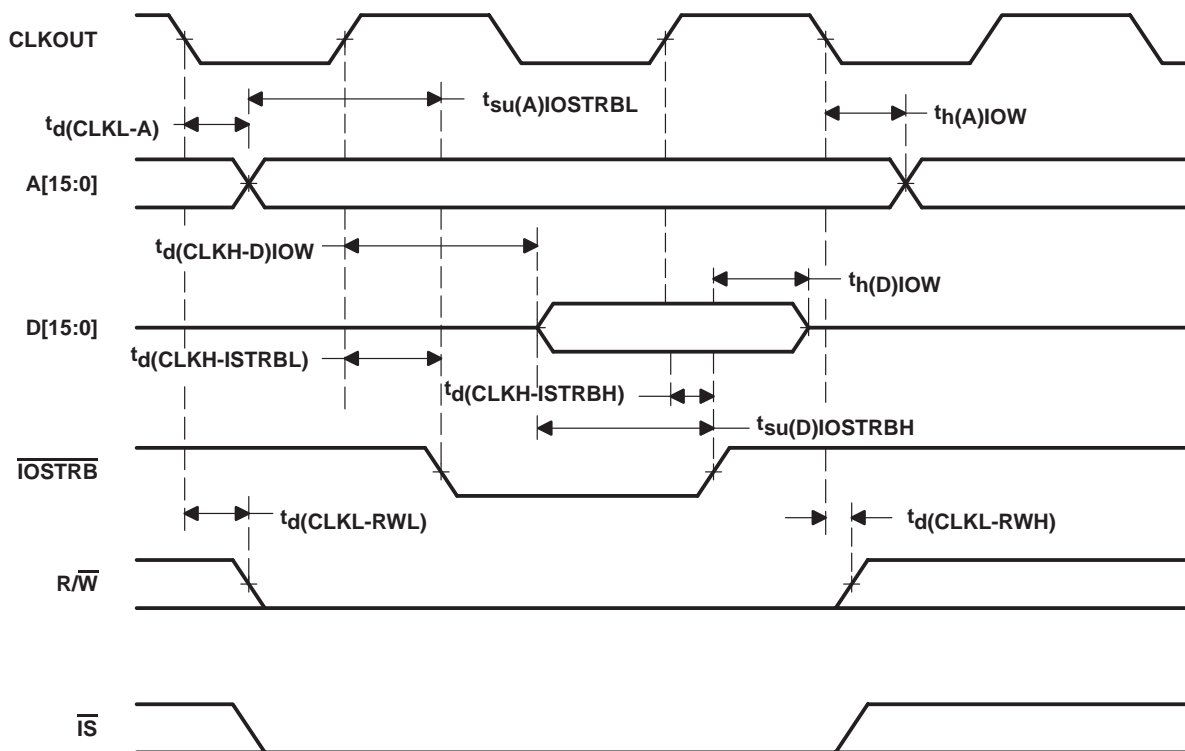 CLKOUT
tsu(A)IOSTRBL
td(CLKL-A)
th(A)IOW
A[15:0]
td(CLKH-D)IOW
th(D)IOW
D[15:0]
td(CLKH-ISTRBL)
td(CLKH-ISTRBH)
tsu(D)IOSTRBH
IOSTRB
td(CLKL-RWL)
td(CLKL-RWH)
R/W
IS